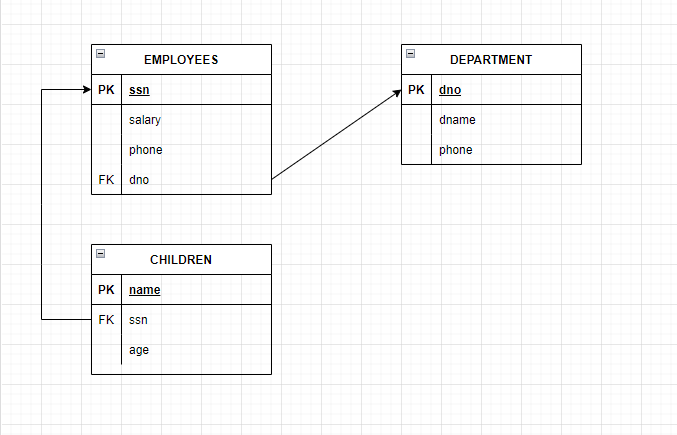 EMPLOYEES
PK ssn
salary
phone
FK dno
DEPARTMENT
PK dno
dname
phone
CHILDREN
PK name
FK ssn
age